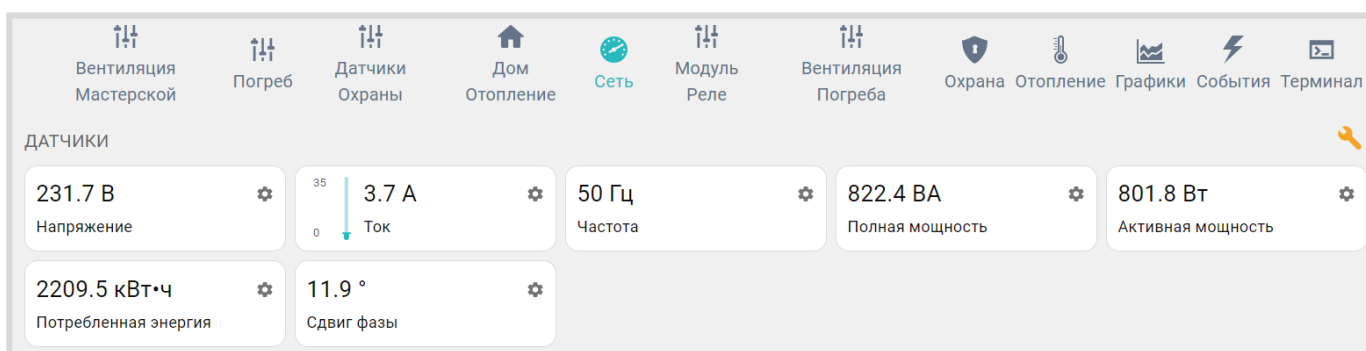 Вентиляция
Мастерской
Погреб
Датчики
Охраны
Дом
Отопление
Сеть
Модуль
Реле
Вентиляция
Погреба
Охрана
Отопление
Графики
События
Терминал
ДАТЧИКИ
231.7 В
Напряжение
35
0
3.7 А
Ток
50 Гц
Частота
822.4 ВА
Полная мощность
801.8 Вт
Активная мощность
2209.5 кВт•ч
Потребленная энергия
11.9 °
Сдвиг фазы